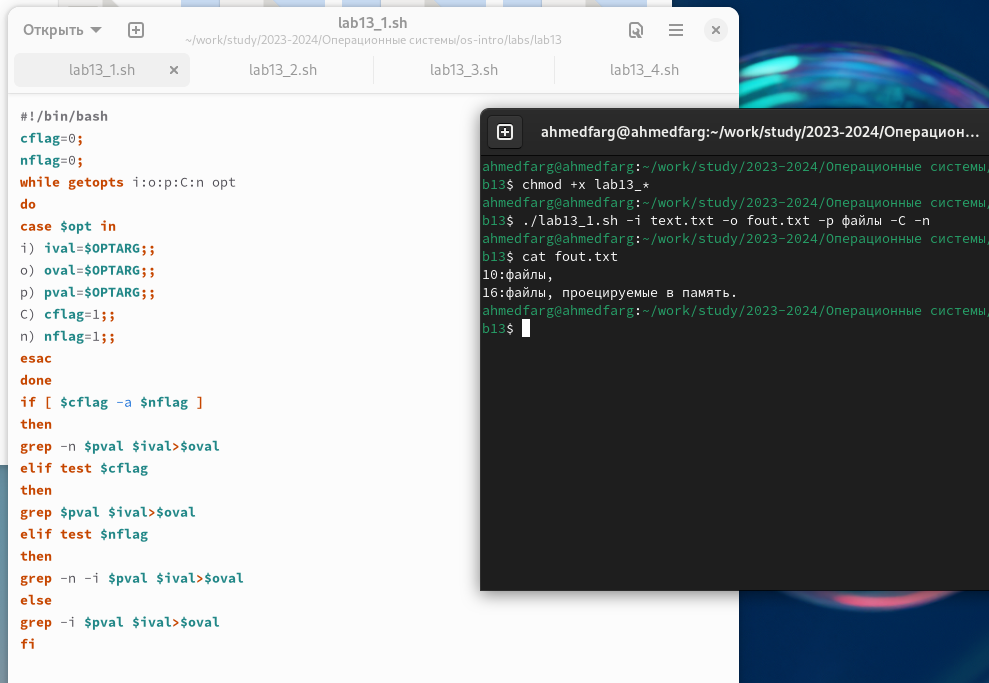 Открыть
lab13_1.sh
~/work/study/2023-2024/Операционные системы/os-intro/labs/lab13
lab13_1.sh
lab13_2.sh
lab13_3.sh
lab13_4.sh
#!/bin/bash
cflag=0;
nflag=0;
while getopts i:o:p:C:n opt
do
case $opt in
i) ival=$OPTARG;;
o) oval=$OPTARG;;
p) pval=$OPTARG;;
C) cflag=1;;
n) nflag=1;;
esac
done
if [ $cflag -a $nflag ]
then
grep -n $pval $ival>$oval
elif test $cflag
then
grep $pval $ival>$oval
elif test $nflag
then
grep -n -i $pval $ival>$oval
else
grep -i $pval $ival>$oval
fi
ahmedfarg@ahmedfarg:~/work/study/2023-2024/Операцион...
ahmedfarg@ahmedfarg:~/work/study/2023-2024/Операционные системы/
b13$ chmod +x lab13_*
ahmedfarg@ahmedfarg:~/work/study/2023-2024/Операционные системы/
b13$ ./lab13_1.sh -i text.txt -o fout.txt -p файлы -C -n
ahmedfarg@ahmedfarg:~/work/study/2023-2024/Операционные системы/
b13$ cat fout.txt
10:файлы,
16:файлы, проецируемые в память.
ahmedfarg@ahmedfarg:~/work/study/2023-2024/Операционные системы/
b13$